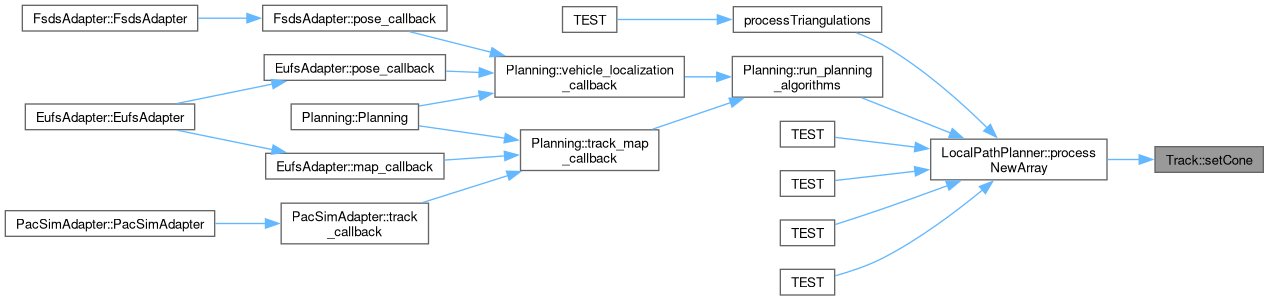 FsdsAdapter::FsdsAdapter
FsdsAdapter::pose_callback
TEST
processTriangulations
EufsAdapter::pose_callback
Planning::vehicle_localization
_callback
Planning::run_planning
_algorithms
EufsAdapter::EufsAdapter
Planning::Planning
TEST
Planning::track_map
_callback
LocalPathPlanner::process
NewArray
Track::setCone
EufsAdapter::map_callback
TEST
PacSimAdapter::PacSimAdapter
PacSimAdapter::track
_callback
TEST
TEST